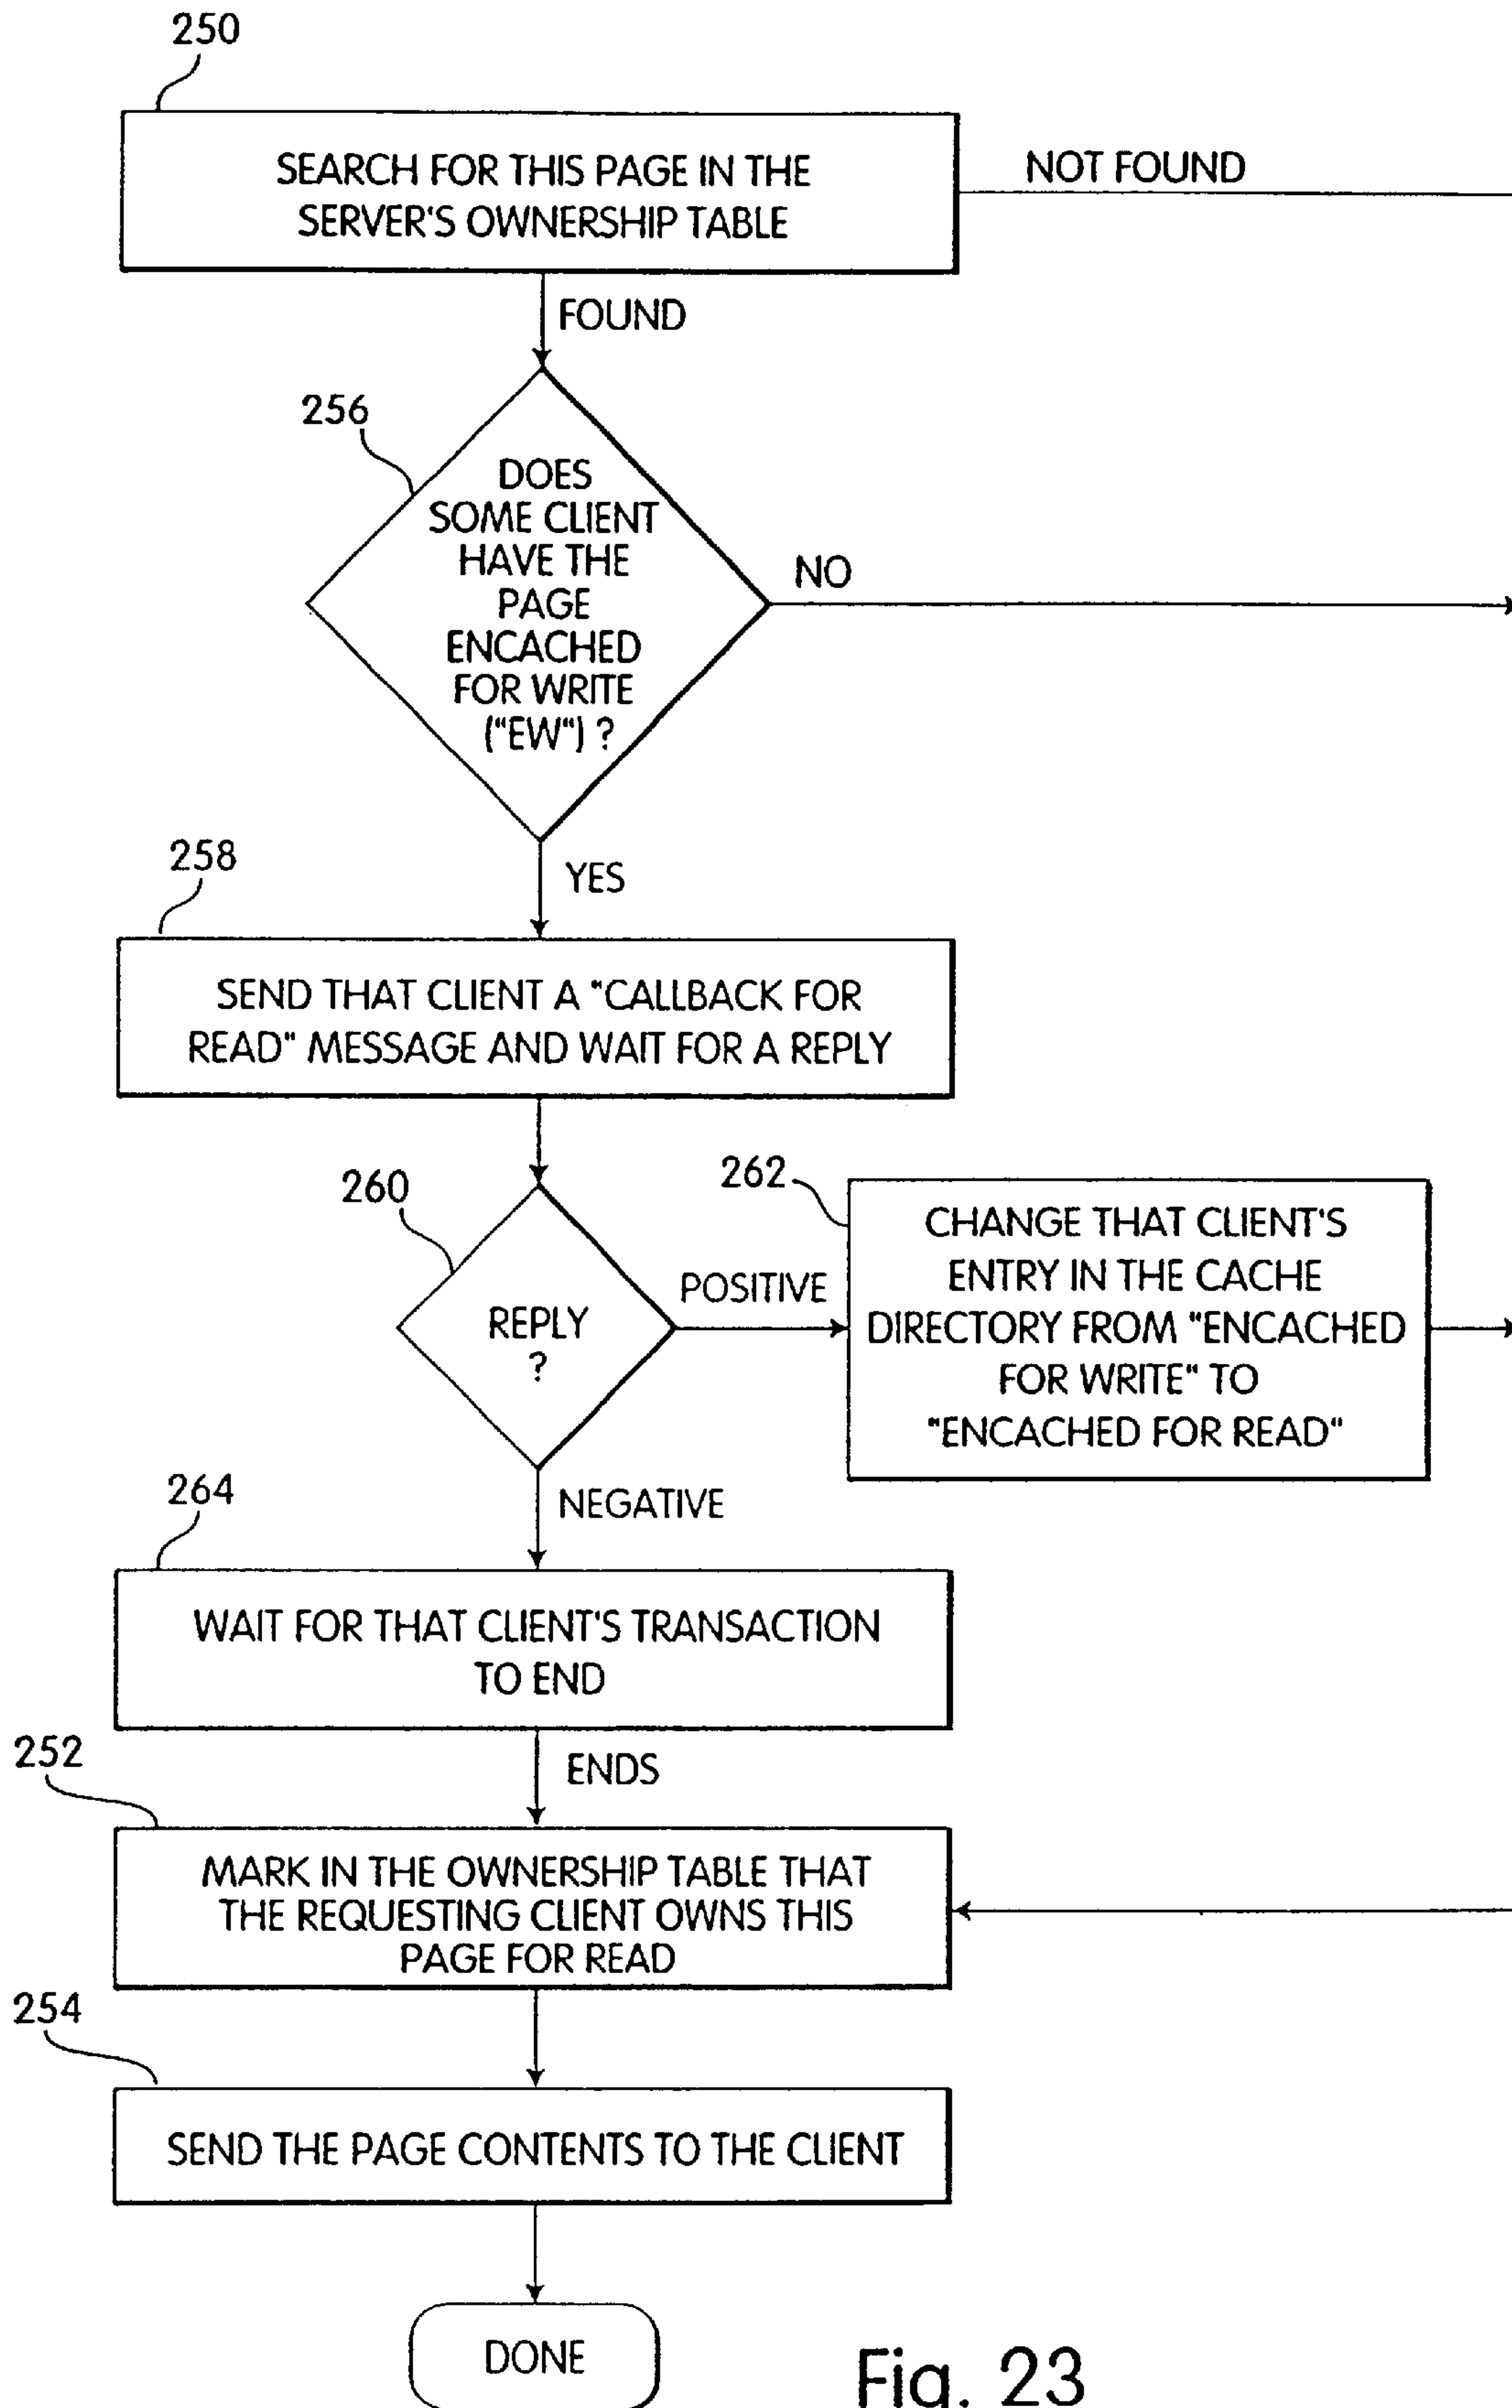 250
SEARCH FOR THIS PAGE IN THE
SERVER'S OWNERSHIP TABLE
NOT FOUND
FOUND
256
DOES
SOME CLIENT
HAVE THE
PAGE
ENCACHED
FOR WRITE
("EW") ?
NO
YES
258
SEND THAT CLIENT A "CALLBACK FOR
READ" MESSAGE AND WAIT FOR A REPLY
260
REPLY
?
POSITIVE
262
CHANGE THAT CLIENT'S
ENTRY IN THE CACHE
DIRECTORY FROM "ENCACHED
FOR WRITE" TO
"ENCACHED FOR READ"
NEGATIVE
264
WAIT FOR THAT CLIENT'S TRANSACTION
TO END
ENDS
252
MARK IN THE OWNERSHIP TABLE THAT
THE REQUESTING CLIENT OWNS THIS
PAGE FOR READ
254
SEND THE PAGE CONTENTS TO THE CLIENT
DONE
Fig. 23